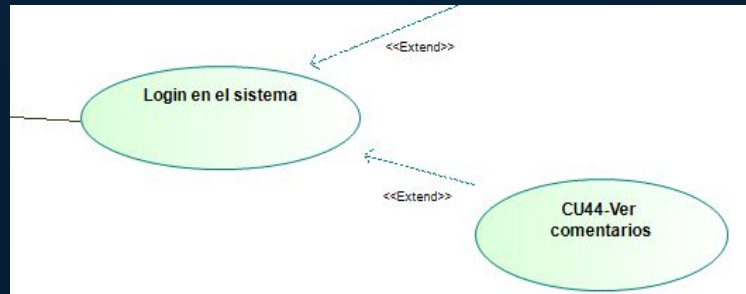 <<Extend>>
Login en el sistema
<<Extend>>
CU44-Ver
comentarios